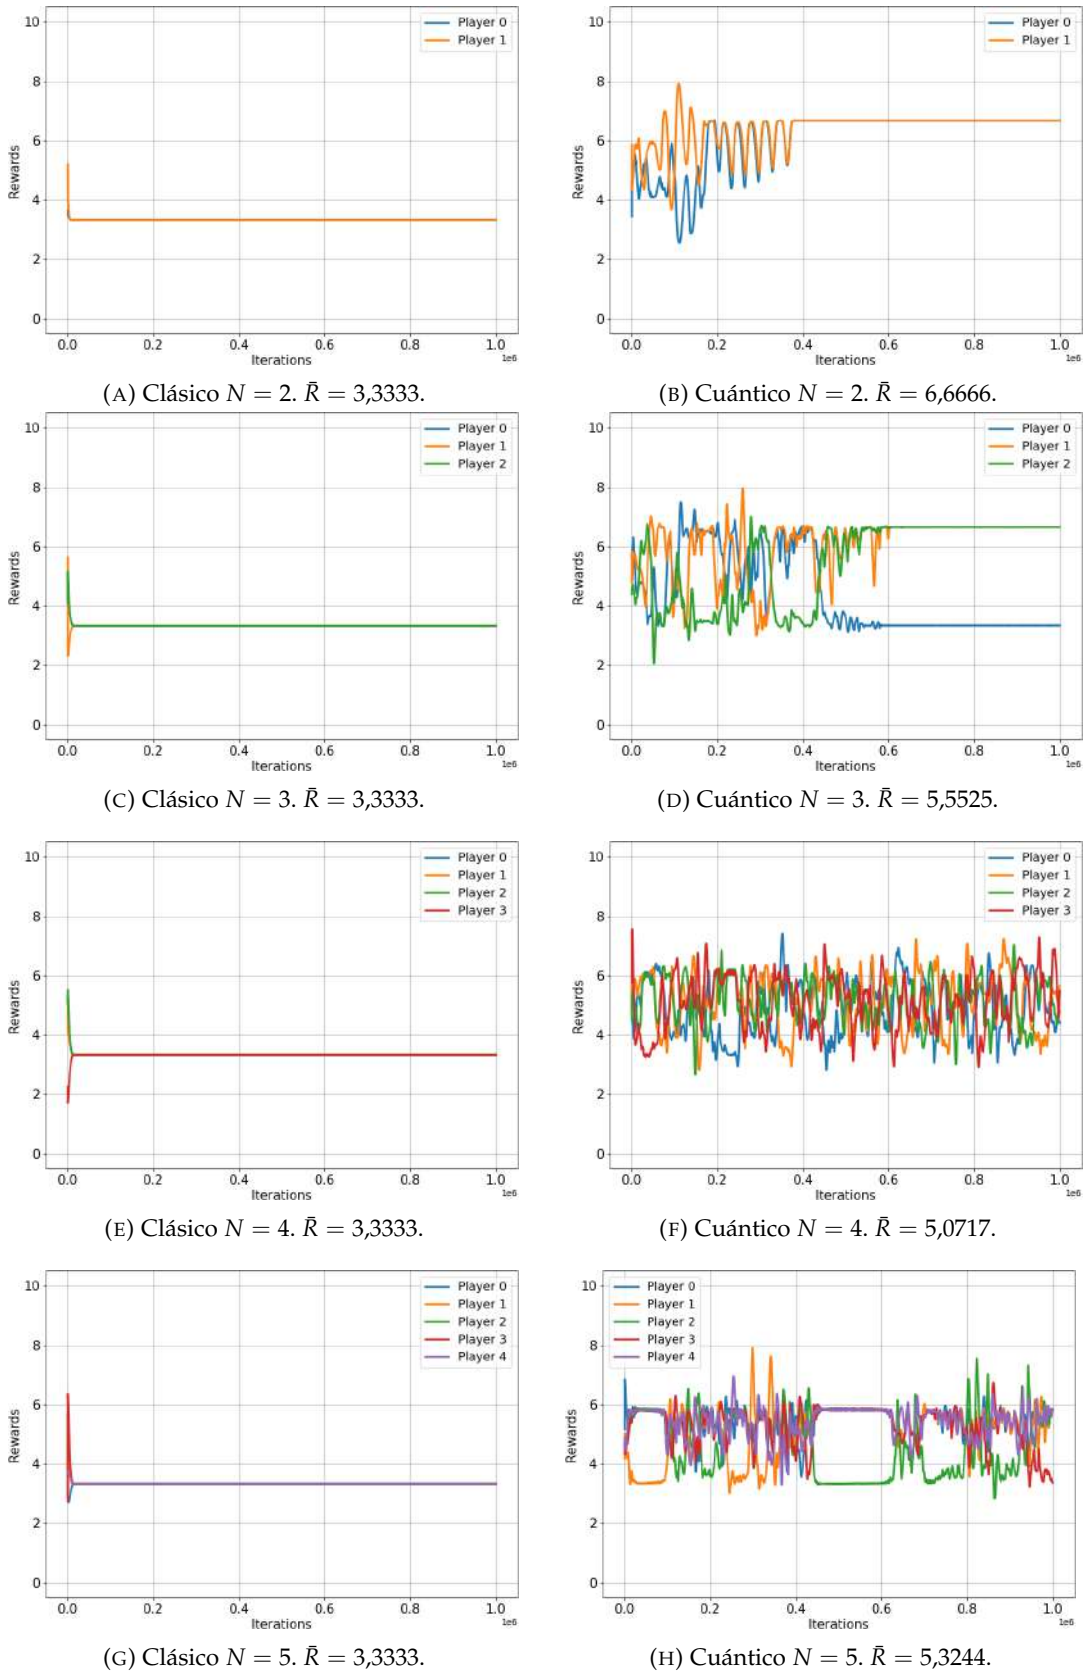 10
8
6
4
2
0
Rewards
0.0 0.2 0.4 0.6 0.8 1.0
Iterations
1e6
Player 0
Player 1
(A) Clásico N = 2. R̄ = 3,3333.
10
8
6
4
2
0
Rewards
0.0 0.2 0.4 0.6 0.8 1.0
Iterations
1e6
Player 0
Player 1
(B) Cuántico N = 2. R̄ = 6,6666.
10
8
6
4
2
0
Rewards
0.0 0.2 0.4 0.6 0.8 1.0
Iterations
1e6
Player 0
Player 1
Player 2
(C) Clásico N = 3. R̄ = 3,3333.
10
8
6
4
2
0
Rewards
0.0 0.2 0.4 0.6 0.8 1.0
Iterations
1e6
Player 0
Player 1
Player 2
(D) Cuántico N = 3. R̄ = 5,5525.
10
8
6
4
2
0
Rewards
0.0 0.2 0.4 0.6 0.8 1.0
Iterations
1e6
Player 0
Player 1
Player 2
Player 3
(E) Clásico N = 4. R̄ = 3,3333.
10
8
6
4
2
0
Rewards
0.0 0.2 0.4 0.6 0.8 1.0
Iterations
1e6
Player 0
Player 1
Player 2
Player 3
(F) Cuántico N = 4. R̄ = 5,0717.
10
8
6
4
2
0
Rewards
0.0 0.2 0.4 0.6 0.8 1.0
Iterations
1e6
Player 0
Player 1
Player 2
Player 3
Player 4
(G) Clásico N = 5. R̄ = 3,3333.
10
8
6
4
2
0
Rewards
0.0 0.2 0.4 0.6 0.8 1.0
Iterations
1e6
Player 0
Player 1
Player 2
Player 3
Player 4
(H) Cuántico N = 5. R̄ = 5,3244.